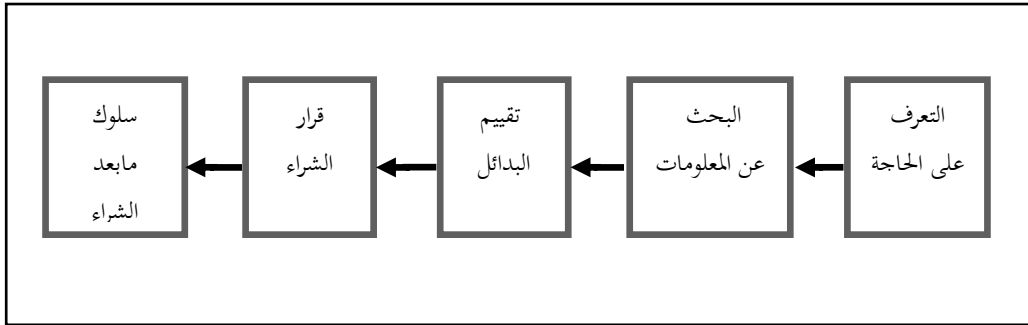 التعرف
على الحاجة
البحث
عن المعلومات
تقييم
البدائل
قرار
الشراء
سلوك
مابعد
الشراء